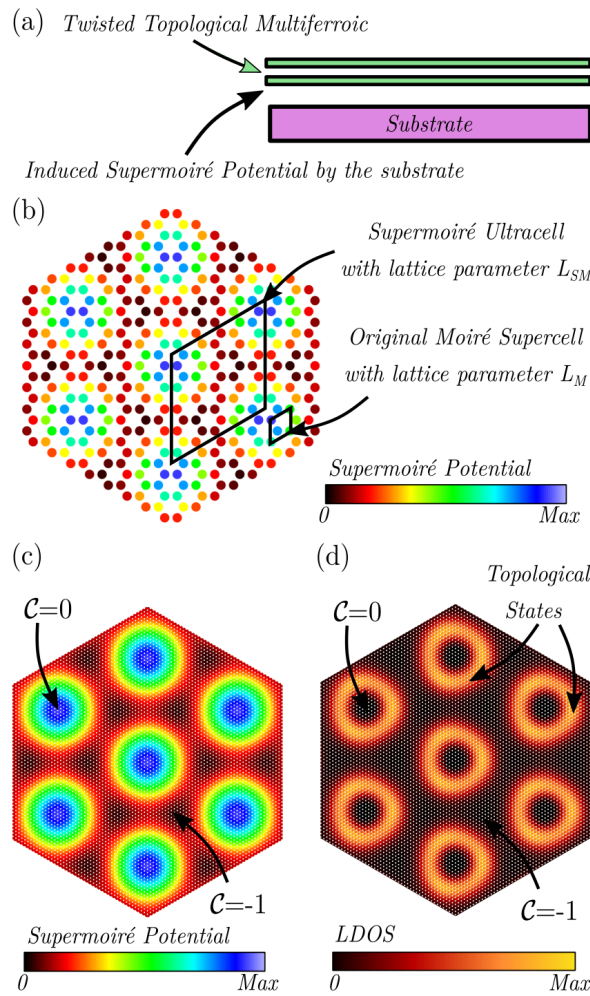 (a)
Twisted Topological Multiferroic
Substrate
Induced Supermoiré Potential by the substrate
(b)
Supermoiré Ultracell
with lattice parameter L_SM
Original Moiré Supercell
with lattice parameter L_M
Supermoiré Potential
0 Max
(c)
C=0
C=-1
Supermoiré Potential
0 Max
(d)
Topological
States
C=0
C=-1
LDOS
0 Max